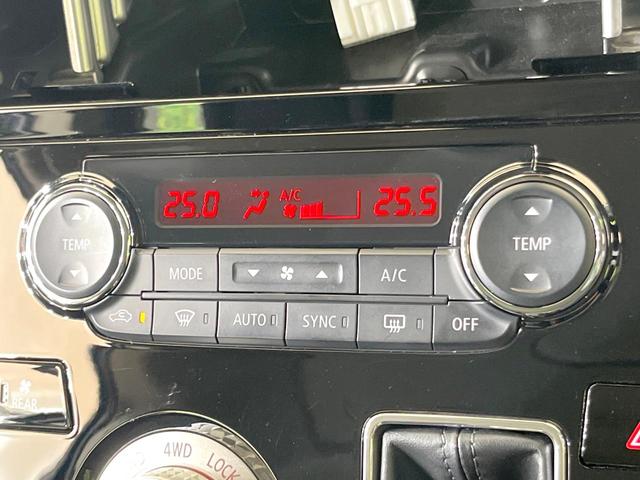 25.0 A/C 25.5
TEMP
TEMP
MODE A/C
AUTO SYNC OFF
REAR
4WD LOCK